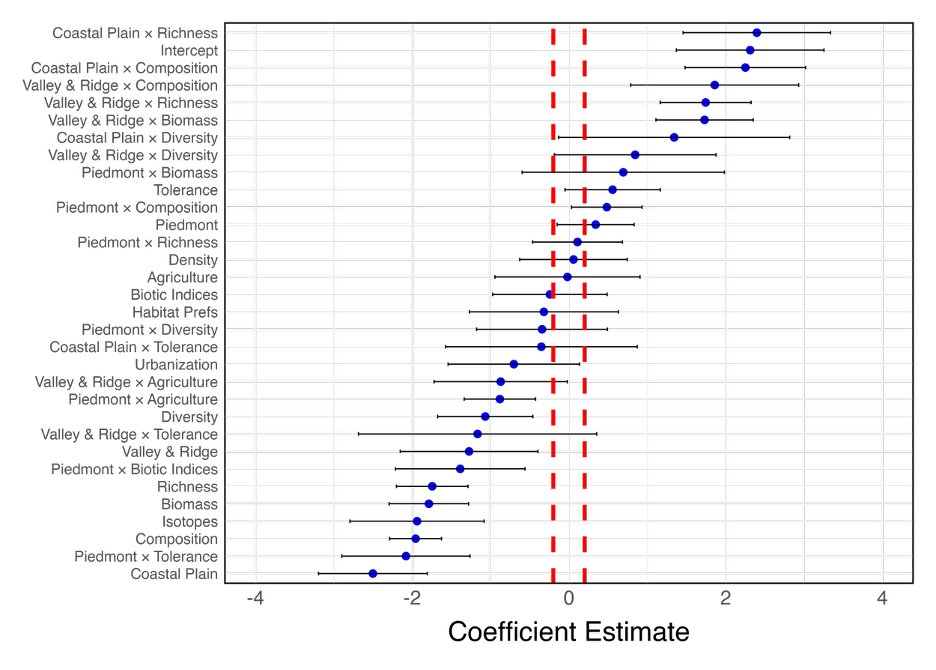 Coastal Plain × Richness
Intercept
Coastal Plain × Composition
Valley & Ridge × Composition
Valley & Ridge × Richness
Valley & Ridge × Biomass
Coastal Plain × Diversity
Valley & Ridge × Diversity
Piedmont × Biomass
Tolerance
Piedmont × Composition
Piedmont
Piedmont × Richness
Density
Agriculture
Biotic Indices
Habitat Prefs
Piedmont × Diversity
Coastal Plain × Tolerance
Urbanization
Valley & Ridge × Agriculture
Piedmont × Agriculture
Diversity
Valley & Ridge × Tolerance
Valley & Ridge
Piedmont × Biotic Indices
Richness
Biomass
Isotopes
Composition
Piedmont × Tolerance
Coastal Plain
-4 -2 0 2 4
Coefficient Estimate